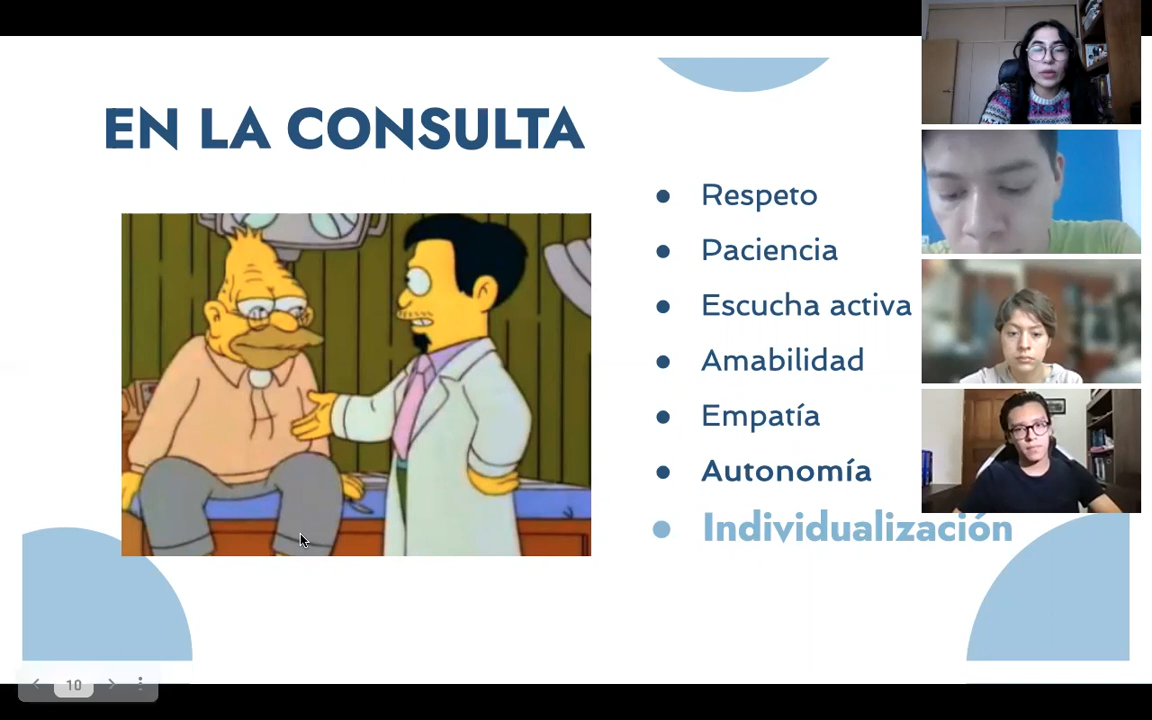 EN LA CONSULTA
● Respeto
● Paciencia
● Escucha activa
● Amabilidad
● Empatía
● Autonomía
● Individualización
10